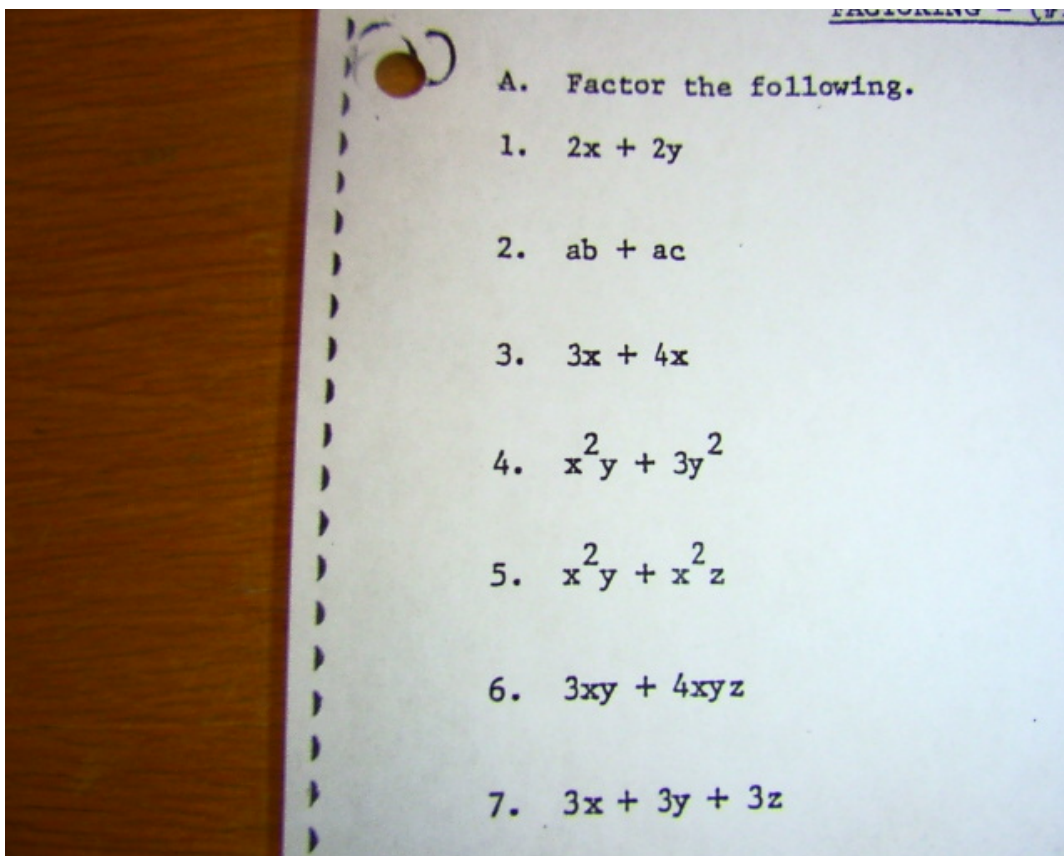 FACTORING - (#
A. Factor the following.
1. 2x + 2y
2. ab + ac
3. 3x + 4x
4. x²y + 3y²
5. x²y + x²z
6. 3xy + 4xyz
7. 3x + 3y + 3z